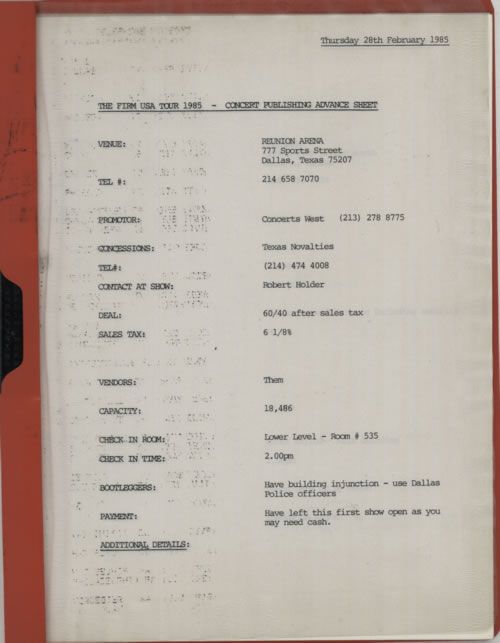 Thursday 28th February 1985
THE FIRM USA TOUR 1985 - CONCERT PUBLISHING ADVANCE SHEET
VENUE: REUNION ARENA
777 Sports Street
Dallas, Texas 75207
TEL #: 214 658 7070
PROMOTOR: Concerts West (213) 278 8775
CONCESSIONS: Texas Novalties
TEL#: (214) 474 4008
CONTACT AT SHOW: Robert Holder
DEAL: 60/40 after sales tax
SALES TAX: 6 1/8%
VENDORS: Them
CAPACITY: 18,486
CHECK IN ROOM: Lower Level - Room # 535
CHECK IN TIME: 2.00pm
BOOTLEGGERS: Have building injunction - use Dallas
Police officers
PAYMENT: Have left this first show open as you
may need cash.
ADDITIONAL DETAILS: